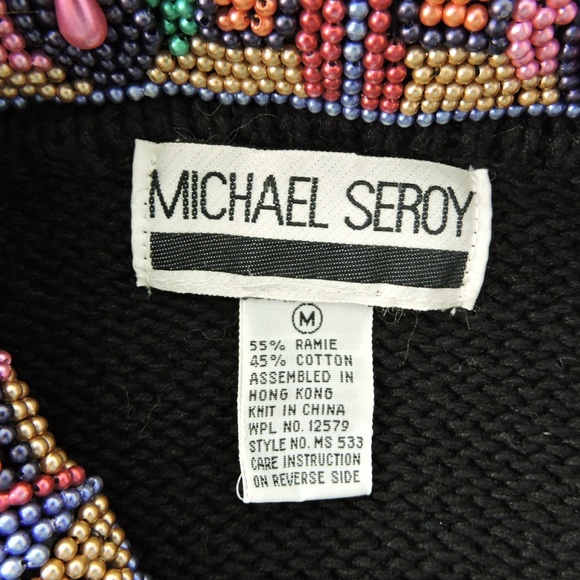 MICHAEL SEROY
M
55% RAMIE
45% COTTON
ASSEMBLED IN
HONG KONG
KNIT IN CHINA
WPL NO. 12579
STYLE NO. MS 533
CARE INSTRUCTION
ON REVERSE SIDE